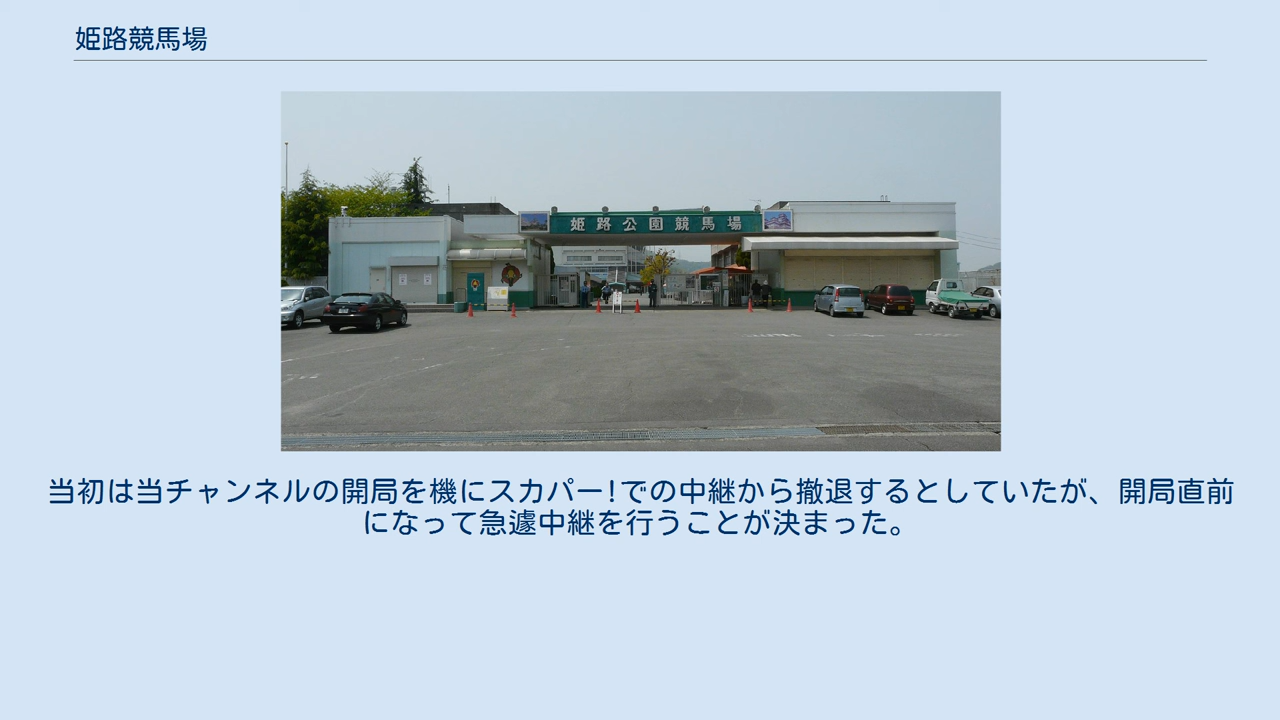 姫路競馬場
姫路公園競馬場
当初は当チャンネルの開局を機にスカパー!での中継から撤退するとしていたが、開局直前
になって急遽中継を行うことが決まった。